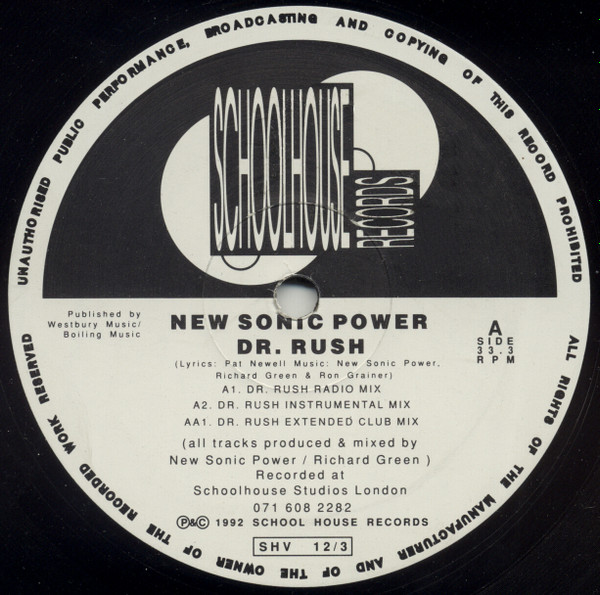 UNAUTHORISED PUBLIC PERFORMANCE, BROADCASTING AND COPYING OF THIS RECORD PROHIBITED
ALL RIGHTS OF THE MANUFACTURER AND OF THE OWNER OF THE RECORDED WORK RESERVED
SCHOOLHOUSE
RECORDS
Published by
Westbury Music/
Boiling Music
NEW SONIC POWER
DR. RUSH
(Lyrics: Pat Newell Music: New Sonic Power,
Richard Green & Ron Grainer)
A1. DR. RUSH RADIO MIX
A2. DR. RUSH INSTRUMENTAL MIX
AA1. DR. RUSH EXTENDED CLUB MIX
(all tracks produced & mixed by
New Sonic Power / Richard Green )
Recorded at
Schoolhouse Studios London
071 608 2282
Ⓟ&Ⓒ 1992 SCHOOL HOUSE RECORDS
SHV 12/3
A
SIDE
33.3
RPM